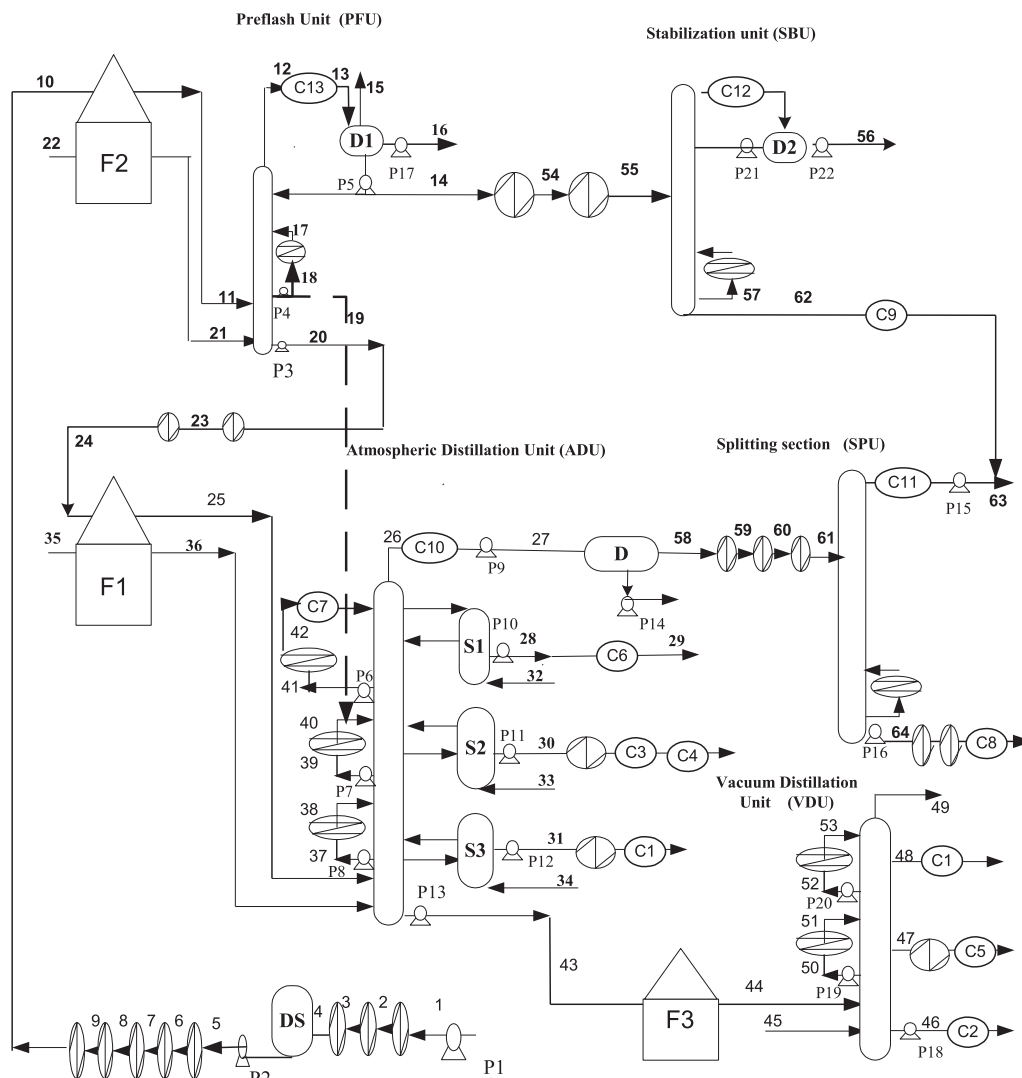 Preflash Unit (PFU)
Stabilization unit (SBU)
10
12
13
15
C13
C12
22
F2
D1
16
P17
D2
56
P21
P22
P5
14
54
55
17
18
57
62
11
P4
19
C9
21
20
P3
24
23
Atmospheric Distillation Unit (ADU)
Splitting section (SPU)
C11
P15
63
25
26
C10
27
58
59
60
61
35
36
P9
D
F1
P14
C7
P10
28
29
42
S1
C6
32
41
P6
40
P11
30
64
S2
C3
C4
P16
C8
39
33
P7
Vacuum Distillation
Unit (VDU)
49
38
53
31
48
C1
S3
C1
37
P12
52
P8
34
P20
P13
51
47
C5
50
43
P19
44
F3
45
46
C2
P18
9
8
7
6
5
DS
4
3
2
1
P2
P1